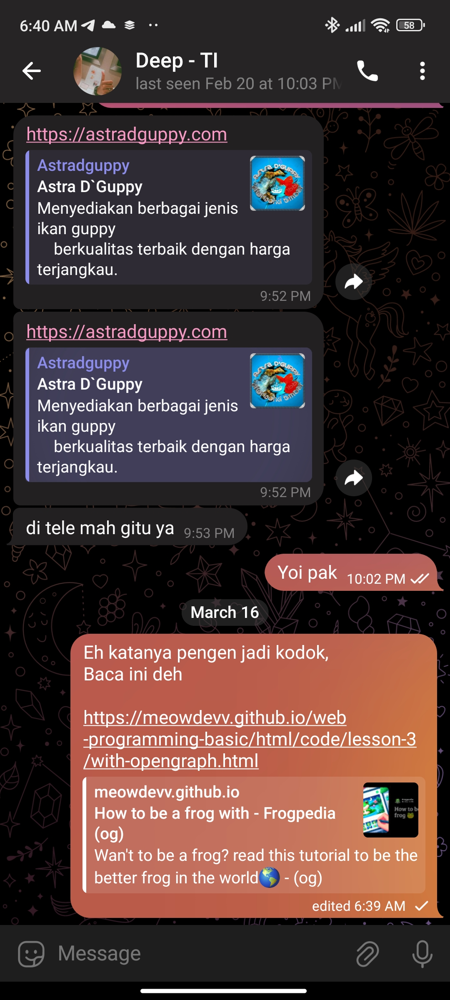 6:40 AM
58
Deep - TI
last seen Feb 20 at 10:03 PM
https://astradguppy.com
Astradguppy
Astra D`Guppy
Menyediakan berbagai jenis
ikan guppy
berkualitas terbaik dengan harga
terjangkau.
9:52 PM
https://astradguppy.com
Astradguppy
Astra D`Guppy
Menyediakan berbagai jenis
ikan guppy
berkualitas terbaik dengan harga
terjangkau.
9:52 PM
di tele mah gitu ya 9:53 PM
Yoi pak 10:02 PM
March 16
Eh katanya pengen jadi kodok,
Baca ini deh
https://meowdevv.github.io/web
-programming-basic/html/code/lesson-3
/with-opengraph.html
meowdevv.github.io
How to be a frog with - Frogpedia
(og)
Frogpedia
How to be
frog 🐸
Wan't to be a frog? read this tutorial to be the
better frog in the world🌎 - (og)
edited 6:39 AM
Message